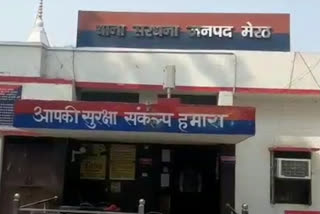 थाना सरधना जनपद मेरठ
आपकी सुरक्षा संकल्प हमारा